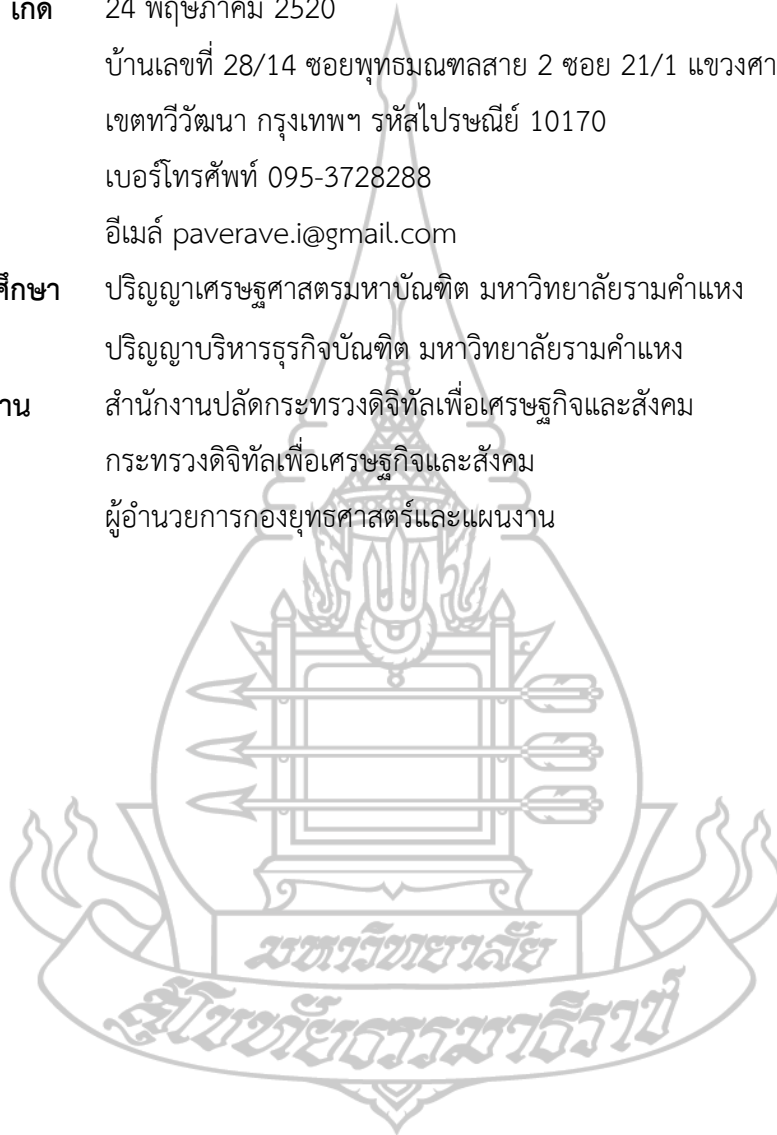 เกิด 24 พฤษภาคม 2520
บ้านเลขที่ 28/14 ซอยพุทธมณฑลสาย 2 ซอย 21/1 แขวงศา
เขตทวีวัฒนา กรุงเทพฯ รหัสไปรษณีย์ 10170
เบอร์โทรศัพท์ 095-3728288
อีเมล์ paverave.i@gmail.com
ศึกษา ปริญญาเศรษฐศาสตรมหาบัณฑิต มหาวิทยาลัยรามคำแหง
ปริญญาบริหารธุรกิจบัณฑิต มหาวิทยาลัยรามคำแหง
าน สำนักงานปลัดกระทรวงดิจิทัลเพื่อเศรษฐกิจและสังคม
กระทรวงดิจิทัลเพื่อเศรษฐกิจและสังคม
ผู้อำนวยการกองยุทธศาสตร์และแผนงาน
มหาวิทยาลัย
สุโขทัยธรรมาธิราช